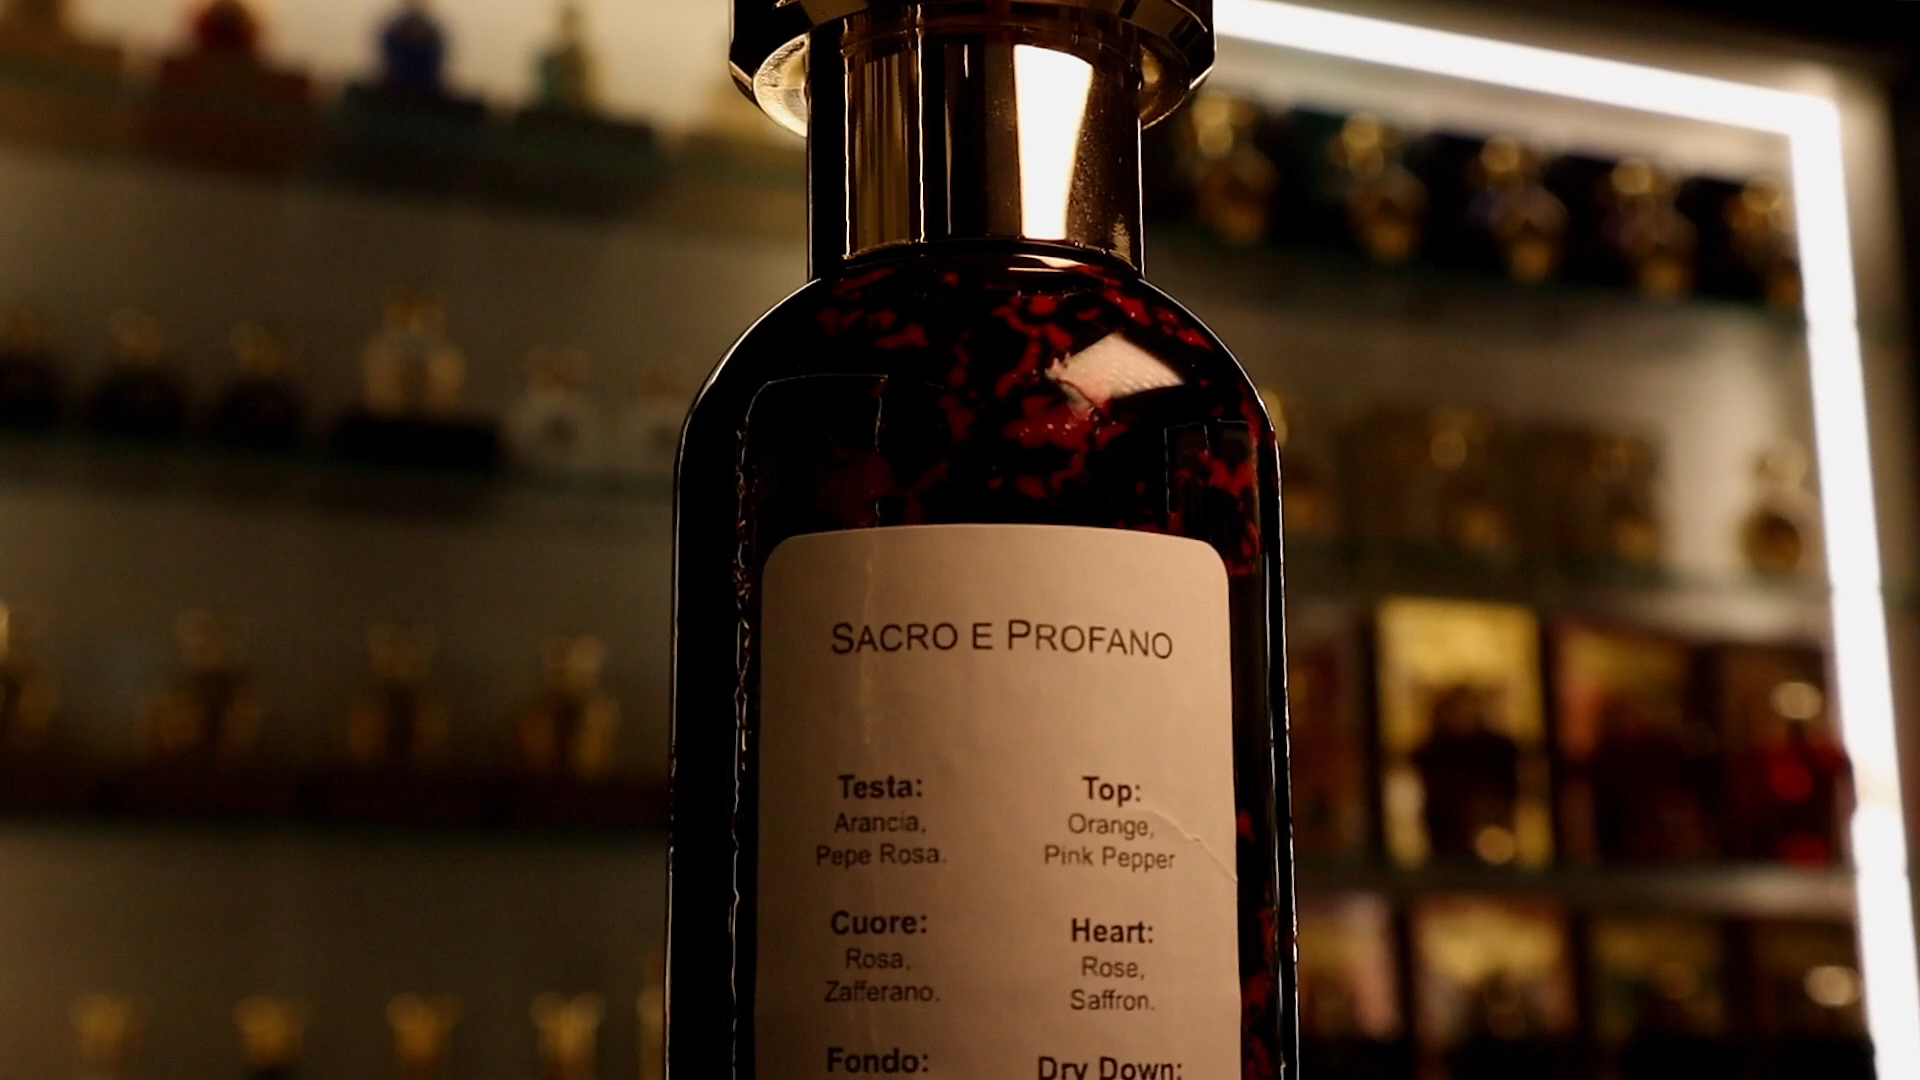 SACRO E PROFANO
Testa:
Arancia,
Pepe Rosa.
Top:
Orange,
Pink Pepper
Cuore:
Rosa,
Zafferano.
Heart:
Rose,
Saffron.
Fondo:
Dry Down: